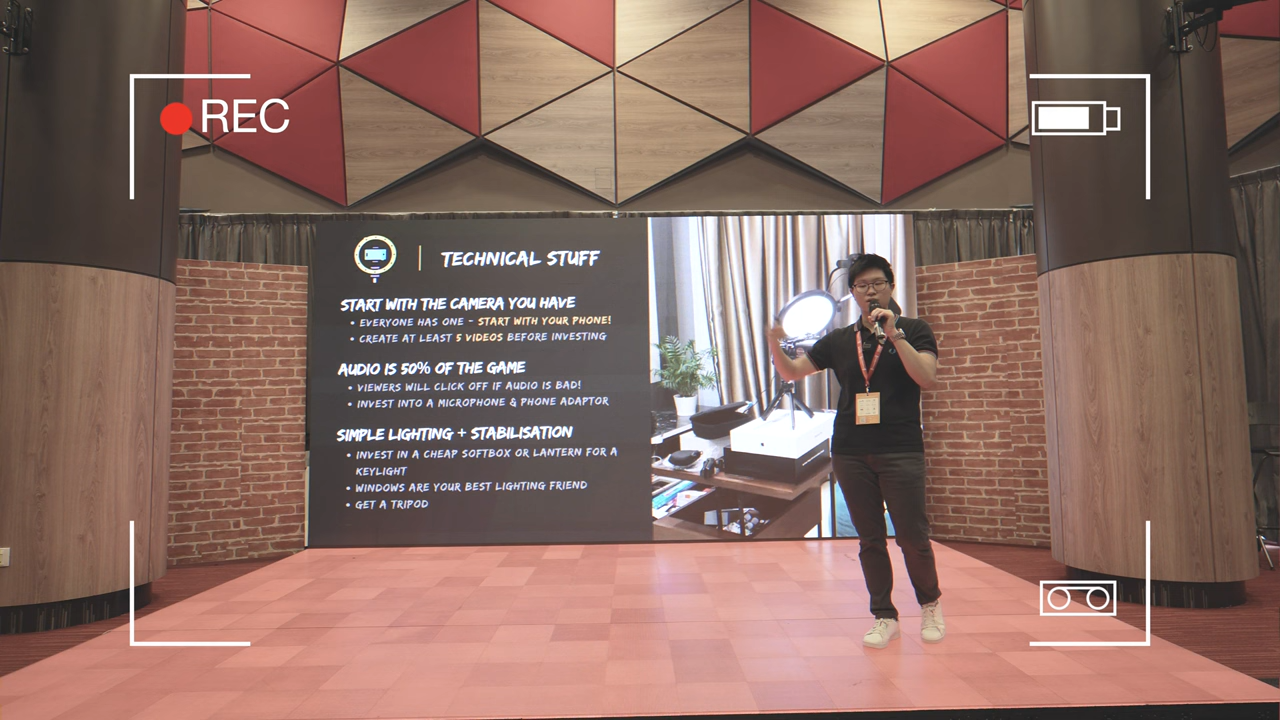 REC
TECHNICAL STUFF
START WITH THE CAMERA YOU HAVE
• EVERYONE HAS ONE - START WITH YOUR PHONE!
• CREATE AT LEAST 5 VIDEOS BEFORE INVESTING
AUDIO IS 50% OF THE GAME
• VIEWERS WILL CLICK OFF IF AUDIO IS BAD!
• INVEST INTO A MICROPHONE & PHONE ADAPTOR
SIMPLE LIGHTING + STABILISATION
• INVEST IN A CHEAP SOFTBOX OR LANTERN FOR A
KEYLIGHT
• WINDOWS ARE YOUR BEST LIGHTING FRIEND
• GET A TRIPOD